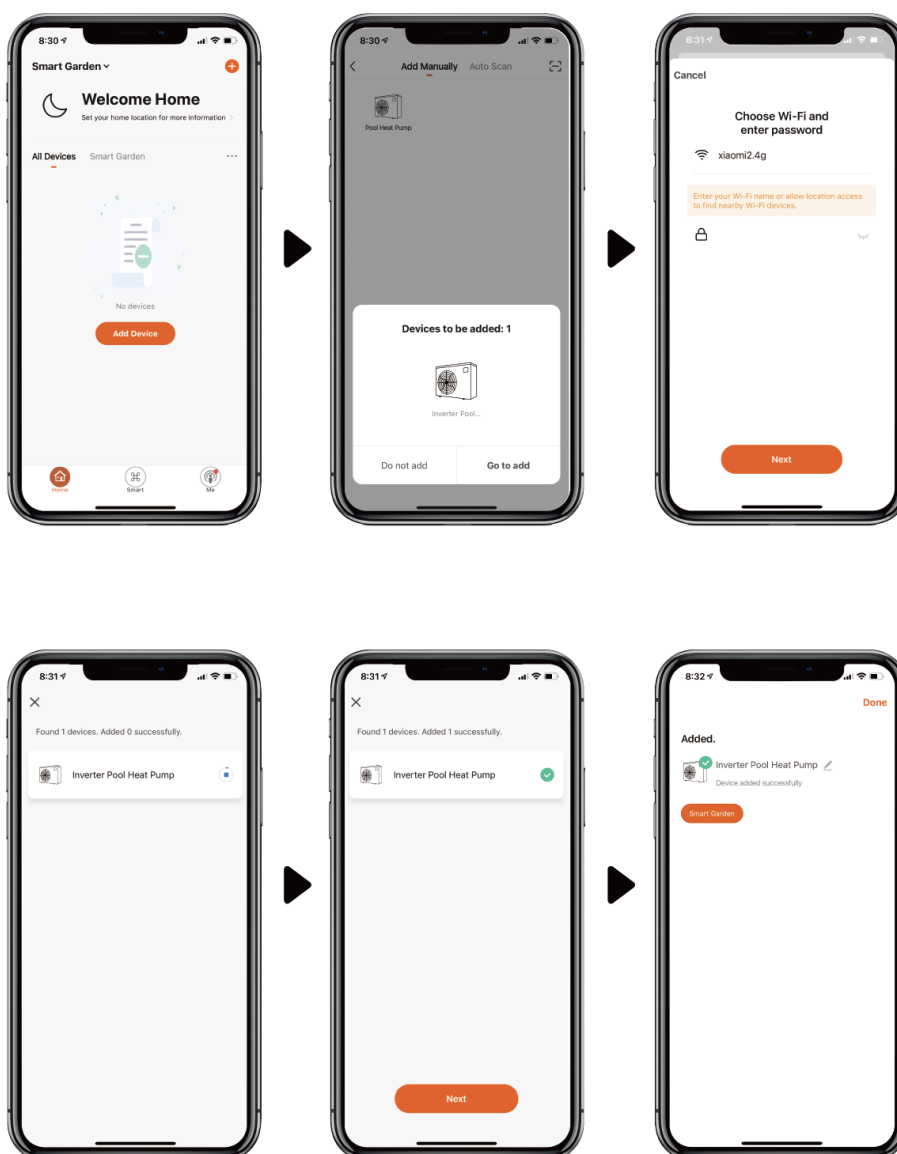 8:30
Smart Garden
Welcome Home
Set your home location for more information
All Devices Smart Garden
No devices
Add Device
Home Smart Me
8:30
Add Manually Auto Scan
Pool Heat Pump
Devices to be added: 1
Inverter Pool...
Do not add Go to add
8:31
Cancel
Choose Wi-Fi and
enter password
xiaomi2.4g
Enter your Wi-Fi name or allow location access
to find nearby Wi-Fi devices.
Next
8:31
Found 1 devices. Added 0 successfully.
Inverter Pool Heat Pump
8:31
Found 1 devices. Added 1 successfully.
Inverter Pool Heat Pump
Next
8:32
Done
Added.
Inverter Pool Heat Pump
Device added successfully
Smart Garden